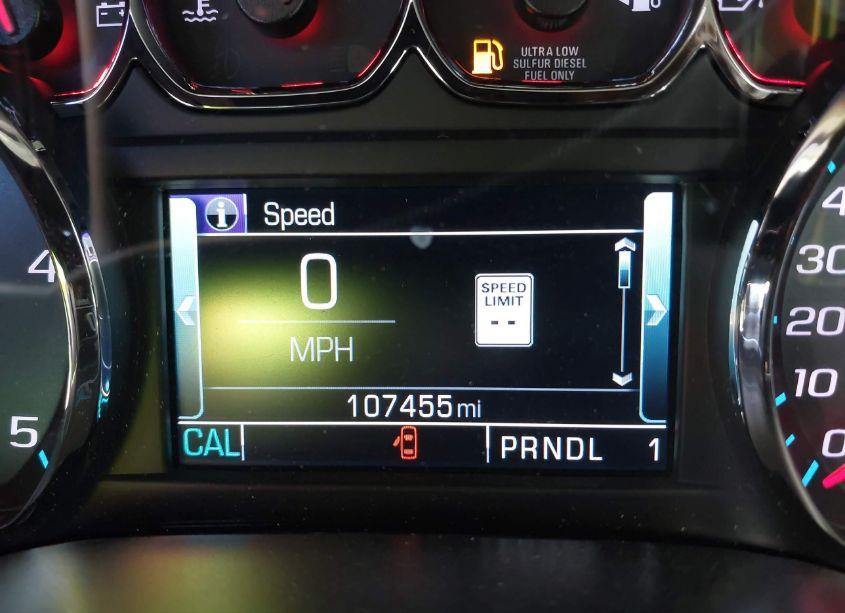 ULTRA LOW
SULFUR DIESEL
FUEL ONLY
Speed
0
MPH
SPEED
LIMIT
--
107455 mi
CAL
PRNDL 1
4
5
4
30
20
10
0